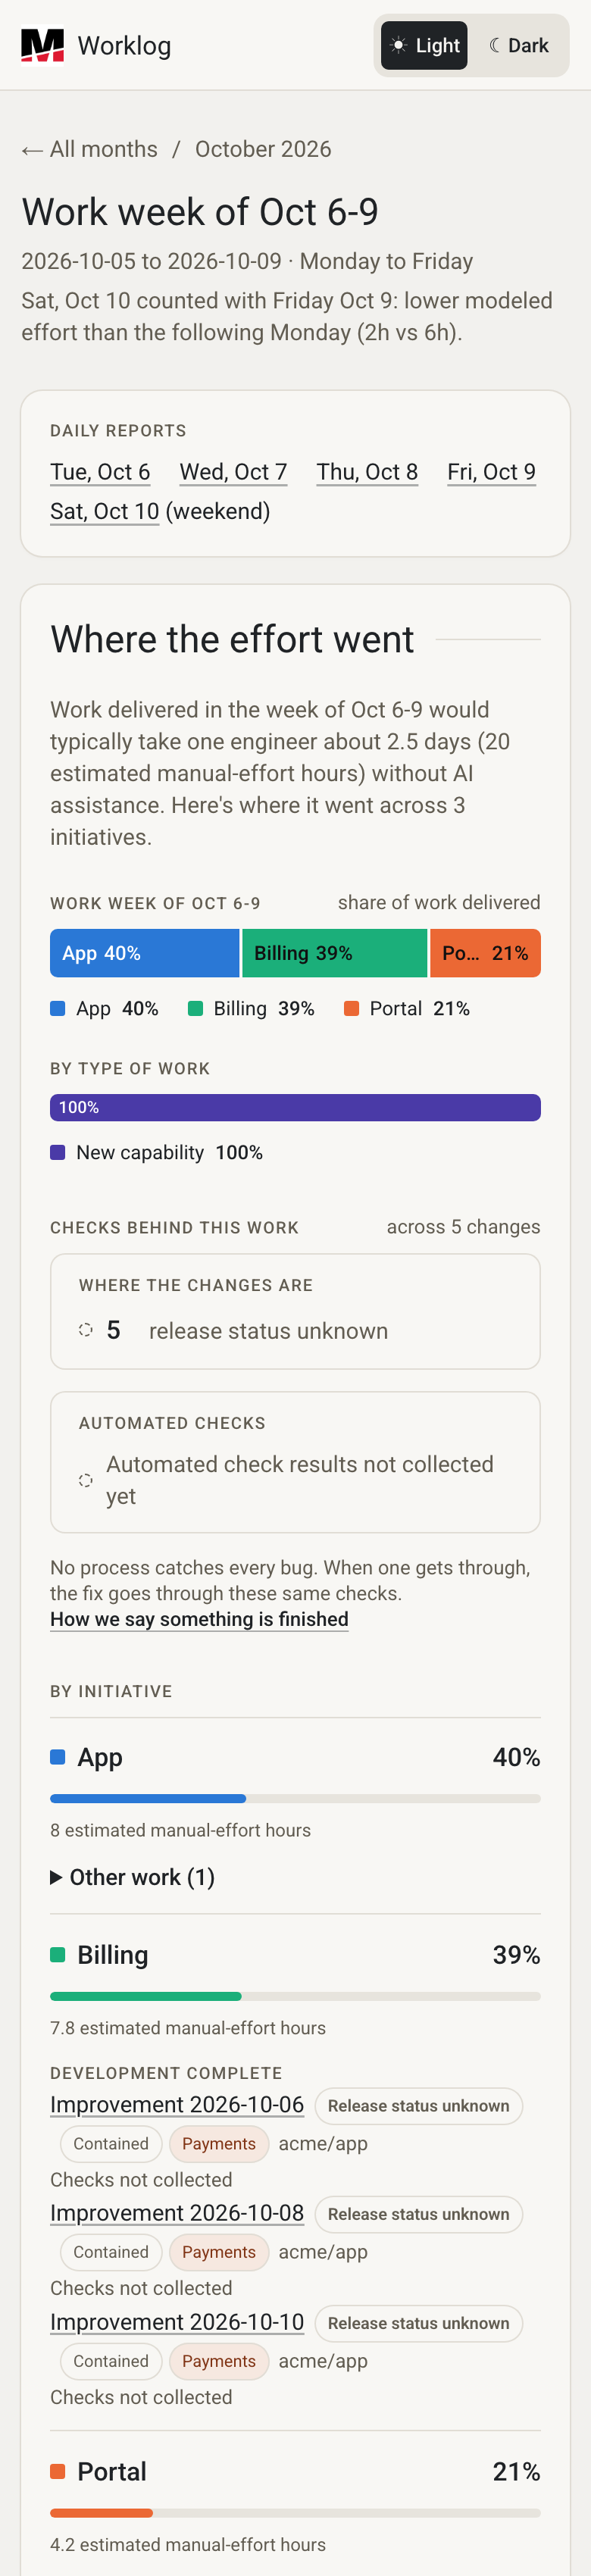 M Worklog
☀ Light
☾ Dark
← All months / October 2026
Work week of Oct 6-9
2026-10-05 to 2026-10-09 · Monday to Friday
Sat, Oct 10 counted with Friday Oct 9: lower modeled
effort than the following Monday (2h vs 6h).
DAILY REPORTS
Tue, Oct 6 Wed, Oct 7 Thu, Oct 8 Fri, Oct 9
Sat, Oct 10 (weekend)
Where the effort went
Work delivered in the week of Oct 6-9 would
typically take one engineer about 2.5 days (20
estimated manual-effort hours) without AI
assistance. Here's where it went across 3
initiatives.
WORK WEEK OF OCT 6-9 share of work delivered
App 40% Billing 39% Po… 21%
App 40% Billing 39% Portal 21%
BY TYPE OF WORK
100%
New capability 100%
CHECKS BEHIND THIS WORK across 5 changes
WHERE THE CHANGES ARE
5 release status unknown
AUTOMATED CHECKS
Automated check results not collected
yet
No process catches every bug. When one gets through,
the fix goes through these same checks.
How we say something is finished
BY INITIATIVE
App 40%
8 estimated manual-effort hours
▶ Other work (1)
Billing 39%
7.8 estimated manual-effort hours
DEVELOPMENT COMPLETE
Improvement 2026-10-06 Release status unknown
Contained Payments acme/app
Checks not collected
Improvement 2026-10-08 Release status unknown
Contained Payments acme/app
Checks not collected
Improvement 2026-10-10 Release status unknown
Contained Payments acme/app
Checks not collected
Portal 21%
4.2 estimated manual-effort hours